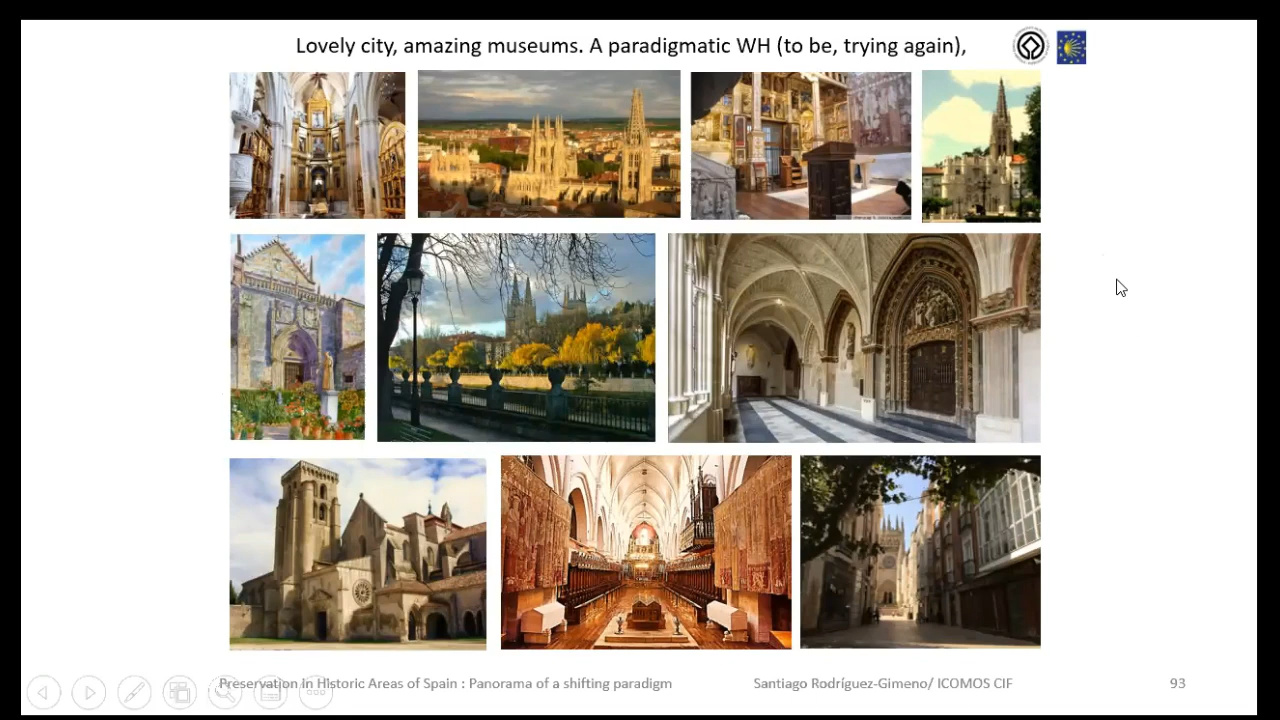 Lovely city, amazing museums. A paradigmatic WH (to be, trying again),
Preservation in Historic Areas of Spain : Panorama of a shifting paradigm
Santiago Rodríguez-Gimeno/ ICOMOS CIF
93